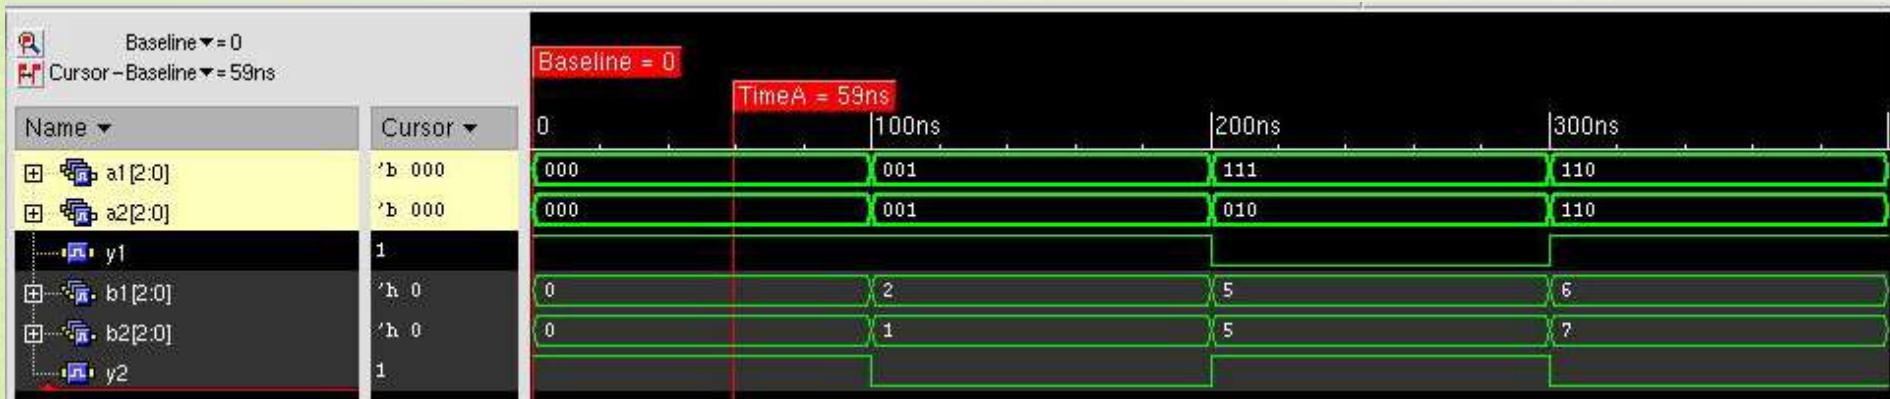 Baseline▼= 0
Cursor-Baseline▼= 59ns
Baseline = 0
TimeA = 59ns
Name ▼ Cursor ▼ 0 100ns 200ns 300ns
a1[2:0] 'b 000 000 001 111 110
a2[2:0] 'b 000 000 001 010 110
y1 1
b1[2:0] 'h 0 0 2 5 6
b2[2:0] 'h 0 0 1 5 7
y2 1